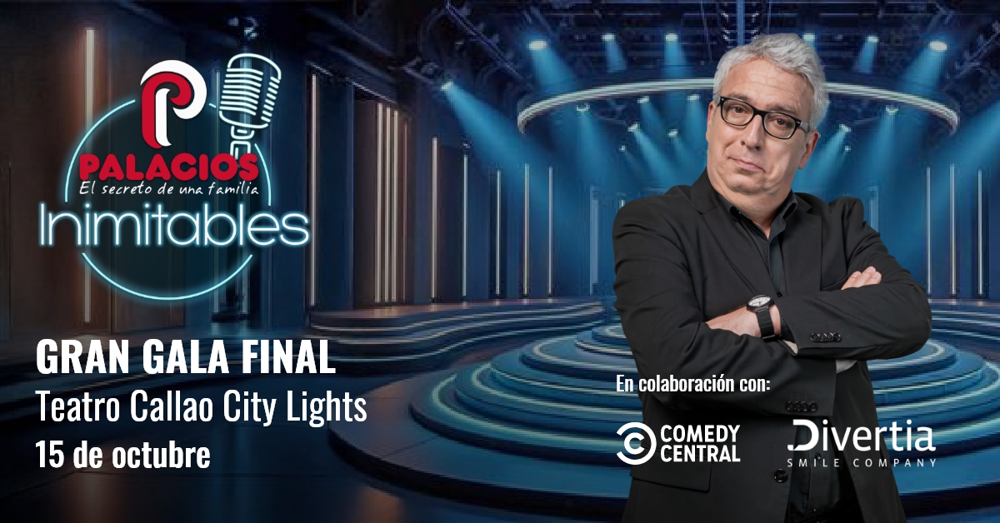 PALACIOS
El secreto de una familia
Inimitables
GRAN GALA FINAL
Teatro Callao City Lights
15 de octubre
En colaboración con:
COMEDY
CENTRAL
Divertia
SMILE COMPANY